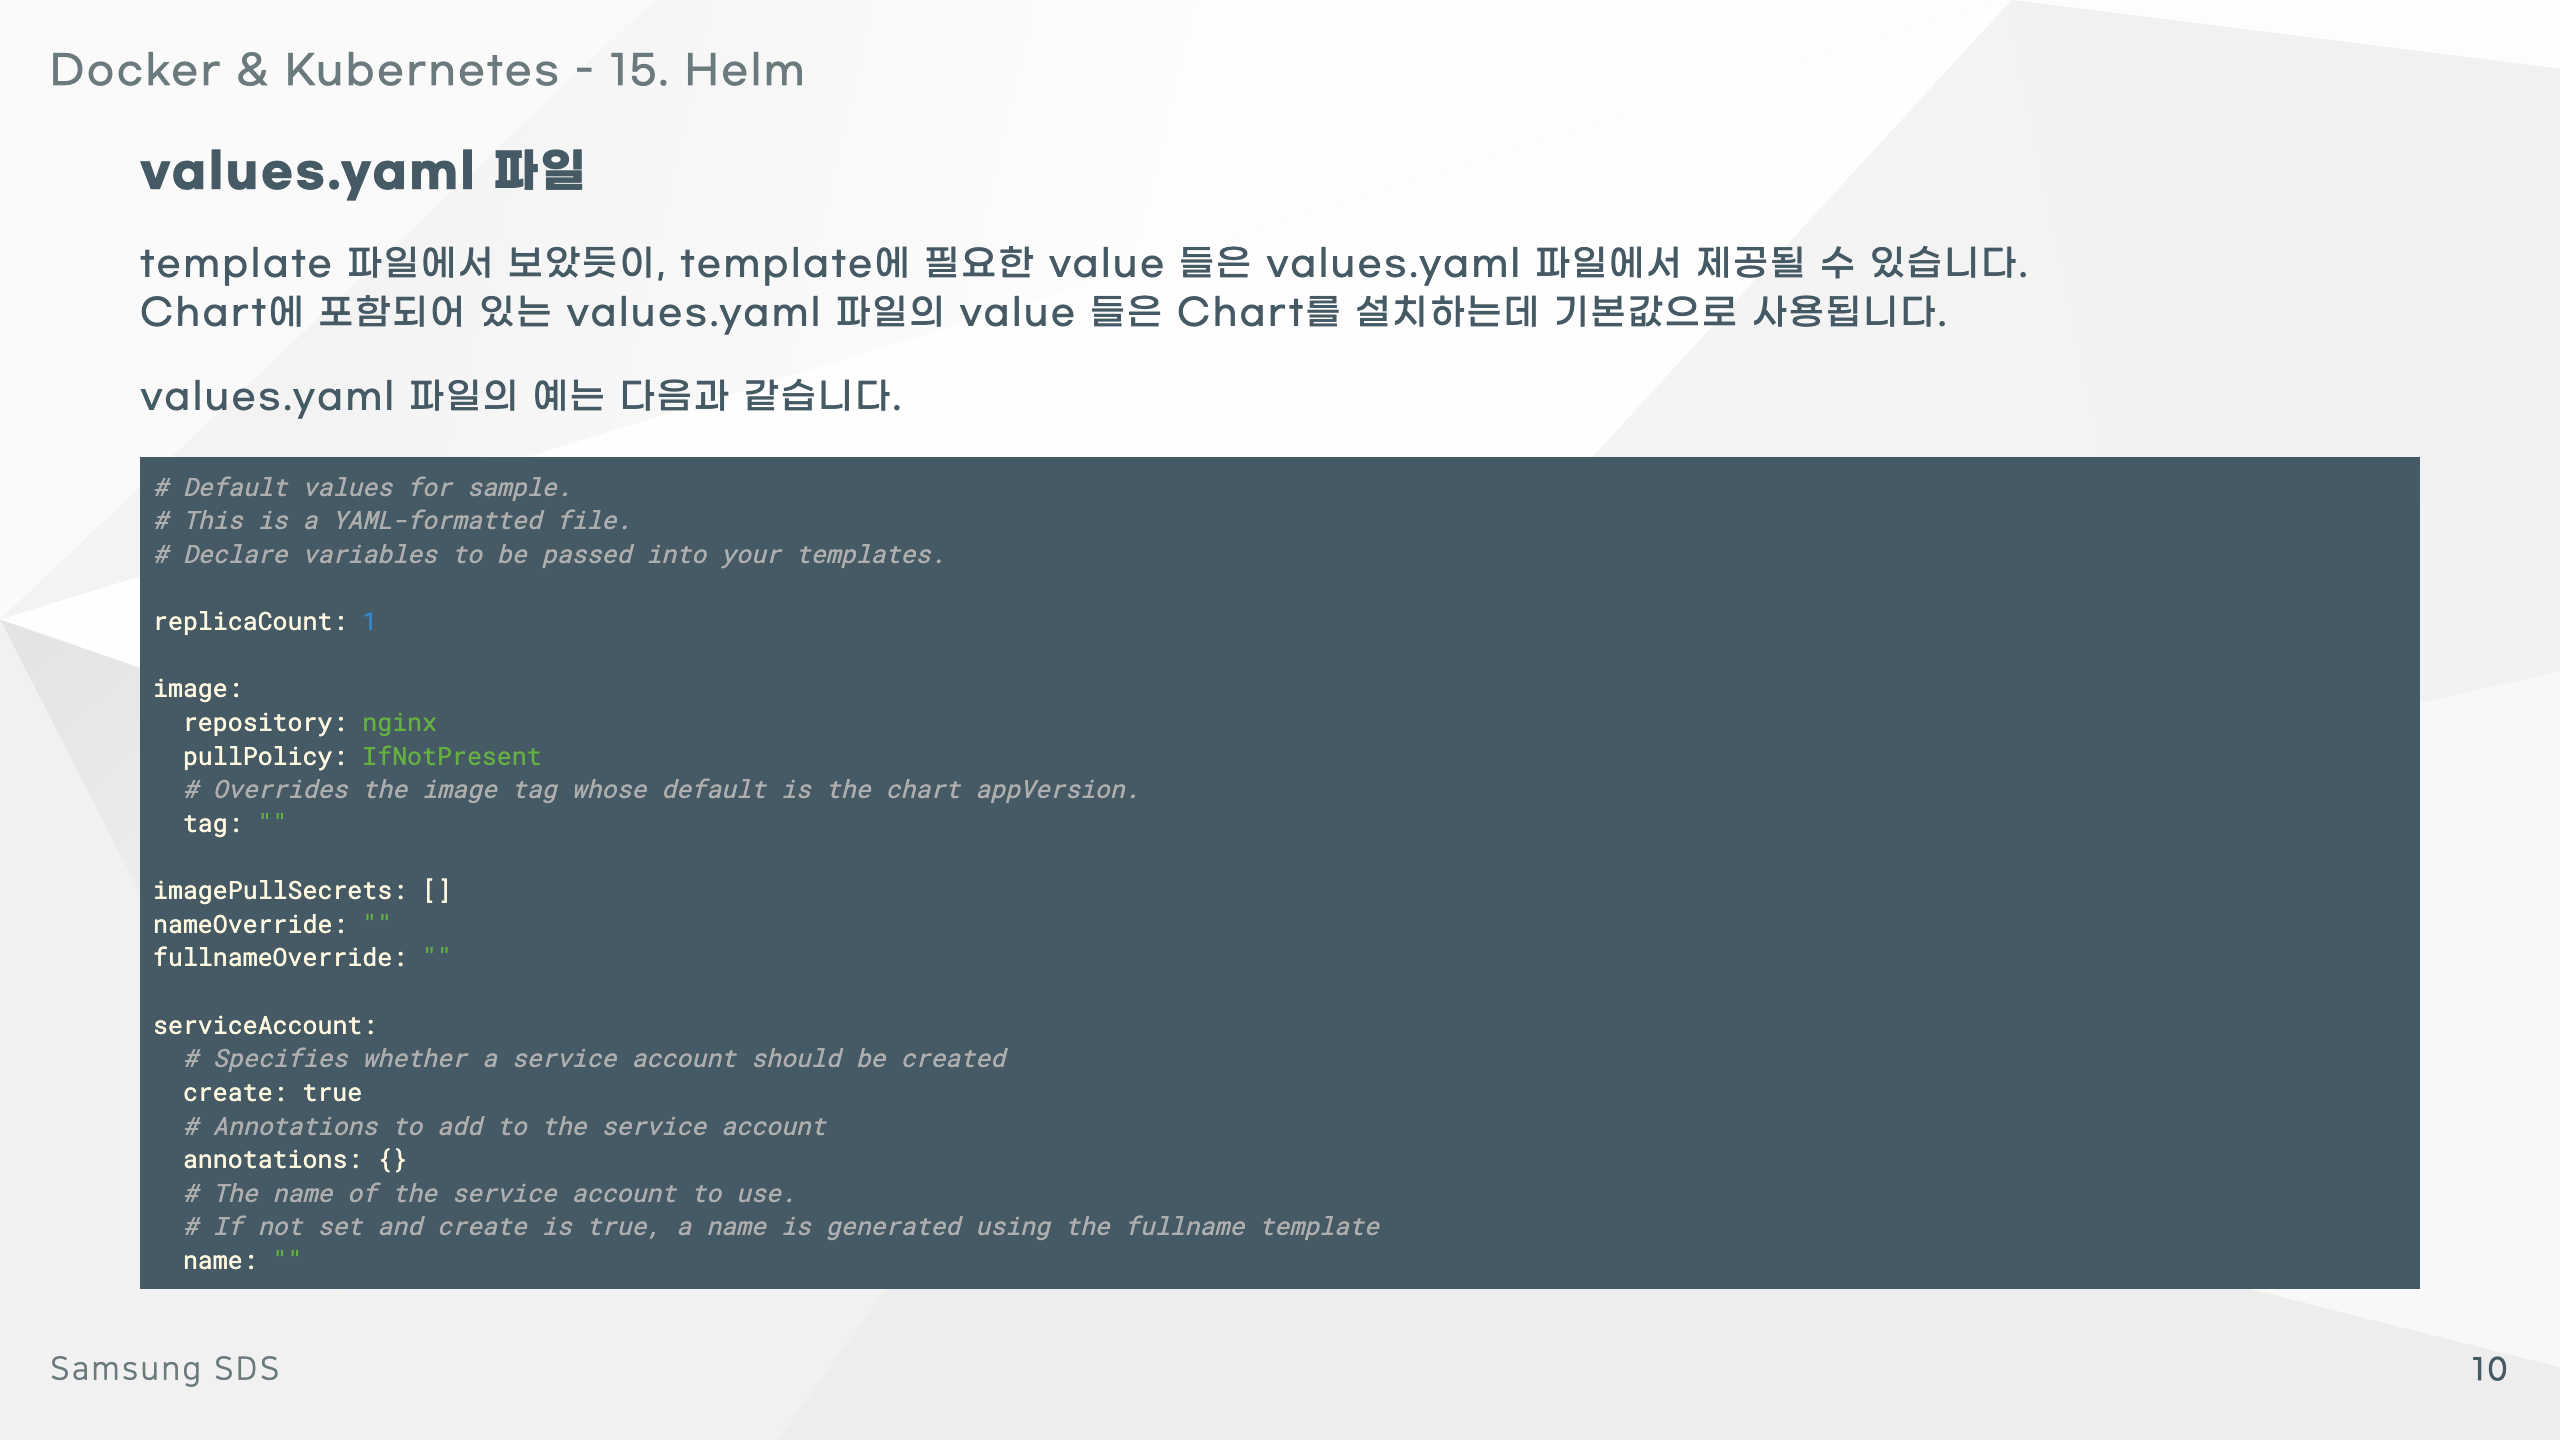 Docker & Kubernetes - 15. Helm
values.yaml 파일
template 파일에서 보았듯이, template에 필요한 value 들은 values.yaml 파일에서 제공될 수 있습니다.
Chart에 포함되어 있는 values.yaml 파일의 value 들은 Chart를 설치하는데 기본값으로 사용됩니다.
values.yaml 파일의 예는 다음과 같습니다.
# Default values for sample.
# This is a YAML-formatted file.
# Declare variables to be passed into your templates.

replicaCount: 1

image:
  repository: nginx
  pullPolicy: IfNotPresent
  # Overrides the image tag whose default is the chart appVersion.
  tag: ""

imagePullSecrets: []
nameOverride: ""
fullnameOverride: ""

serviceAccount:
  # Specifies whether a service account should be created
  create: true
  # Annotations to add to the service account
  annotations: {}
  # The name of the service account to use.
  # If not set and create is true, a name is generated using the fullname template
  name: ""
Samsung SDS
10